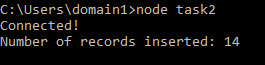 C:\Users\domain1>node task2
Connected!
Number of records inserted: 14